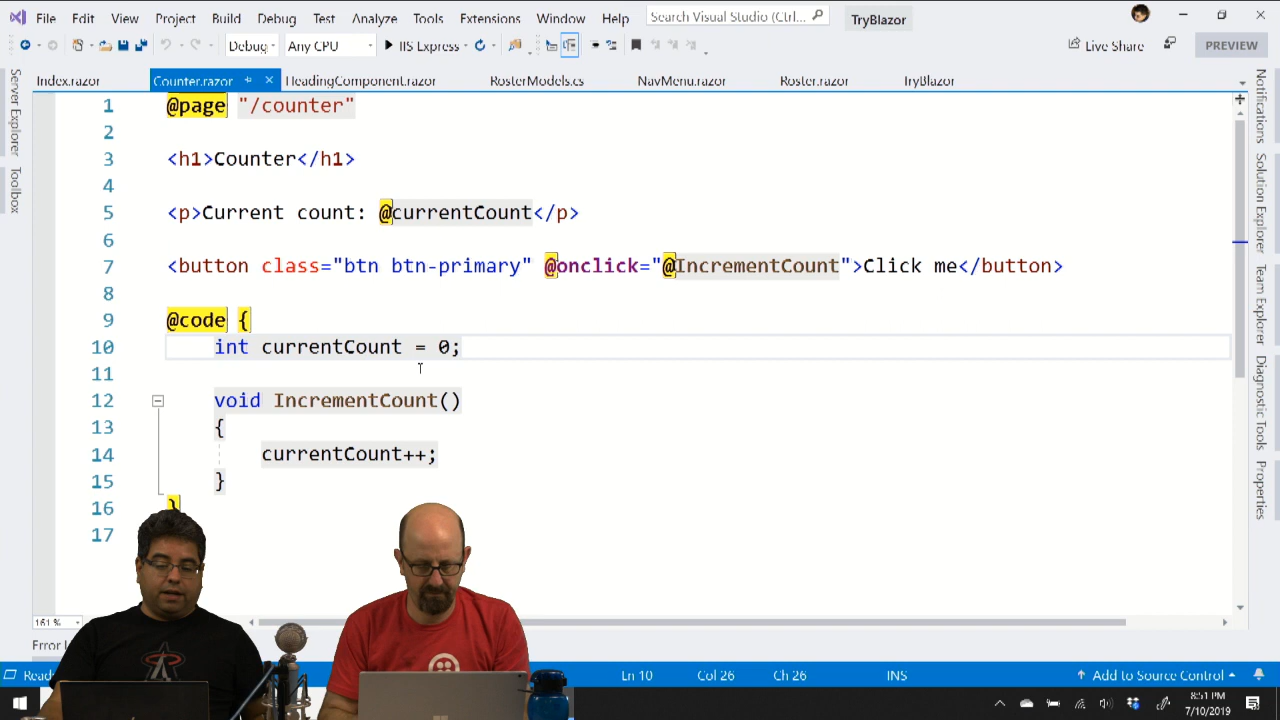 File Edit View Project Build Debug Test Analyze Tools Extensions Window Help Search Visual Studio (Ctrl... TryBlazor
Debug Any CPU IIS Express Live Share PREVIEW
Index.razor Counter.razor HeadingComponent.razor RosterModels.cs NavMenu.razor Roster.razor TryBlazor
Server Explorer
Toolbox
1 @page "/counter"
2
3 <h1>Counter</h1>
4
5 <p>Current count: @currentCount</p>
6
7 <button class="btn btn-primary" @onclick="@IncrementCount">Click me</button>
8
9 @code {
10 int currentCount = 0;
11
12 void IncrementCount()
13 {
14 currentCount++;
15 }
16 }
17
Notifications
Solution Explorer
Team Explorer
Diagnostic Tools
Properties
161 %
Error
Ln 10 Col 26 Ch 26 INS Add to Source Control
8:51 PM
7/10/2019